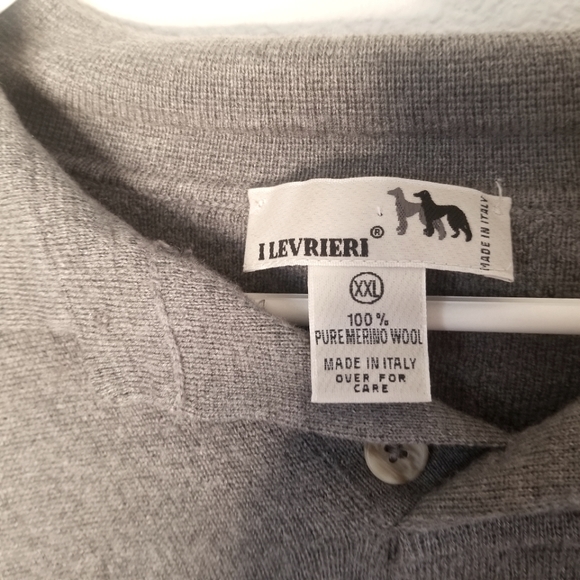 I LEVRIERI®
MADE IN ITALY
XXL
100%
PURE MERINO WOOL
MADE IN ITALY
OVER FOR
CARE